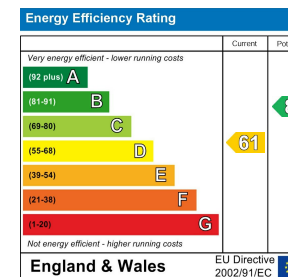 Energy Efficiency Rating
Current
Very energy efficient - lower running costs
(92 plus) A
(81-91) B
(69-80) C
(55-68) D
61
(39-54) E
(21-38) F
(1-20) G
Not energy efficient - higher running costs
England & Wales
EU Directive
2002/91/EC